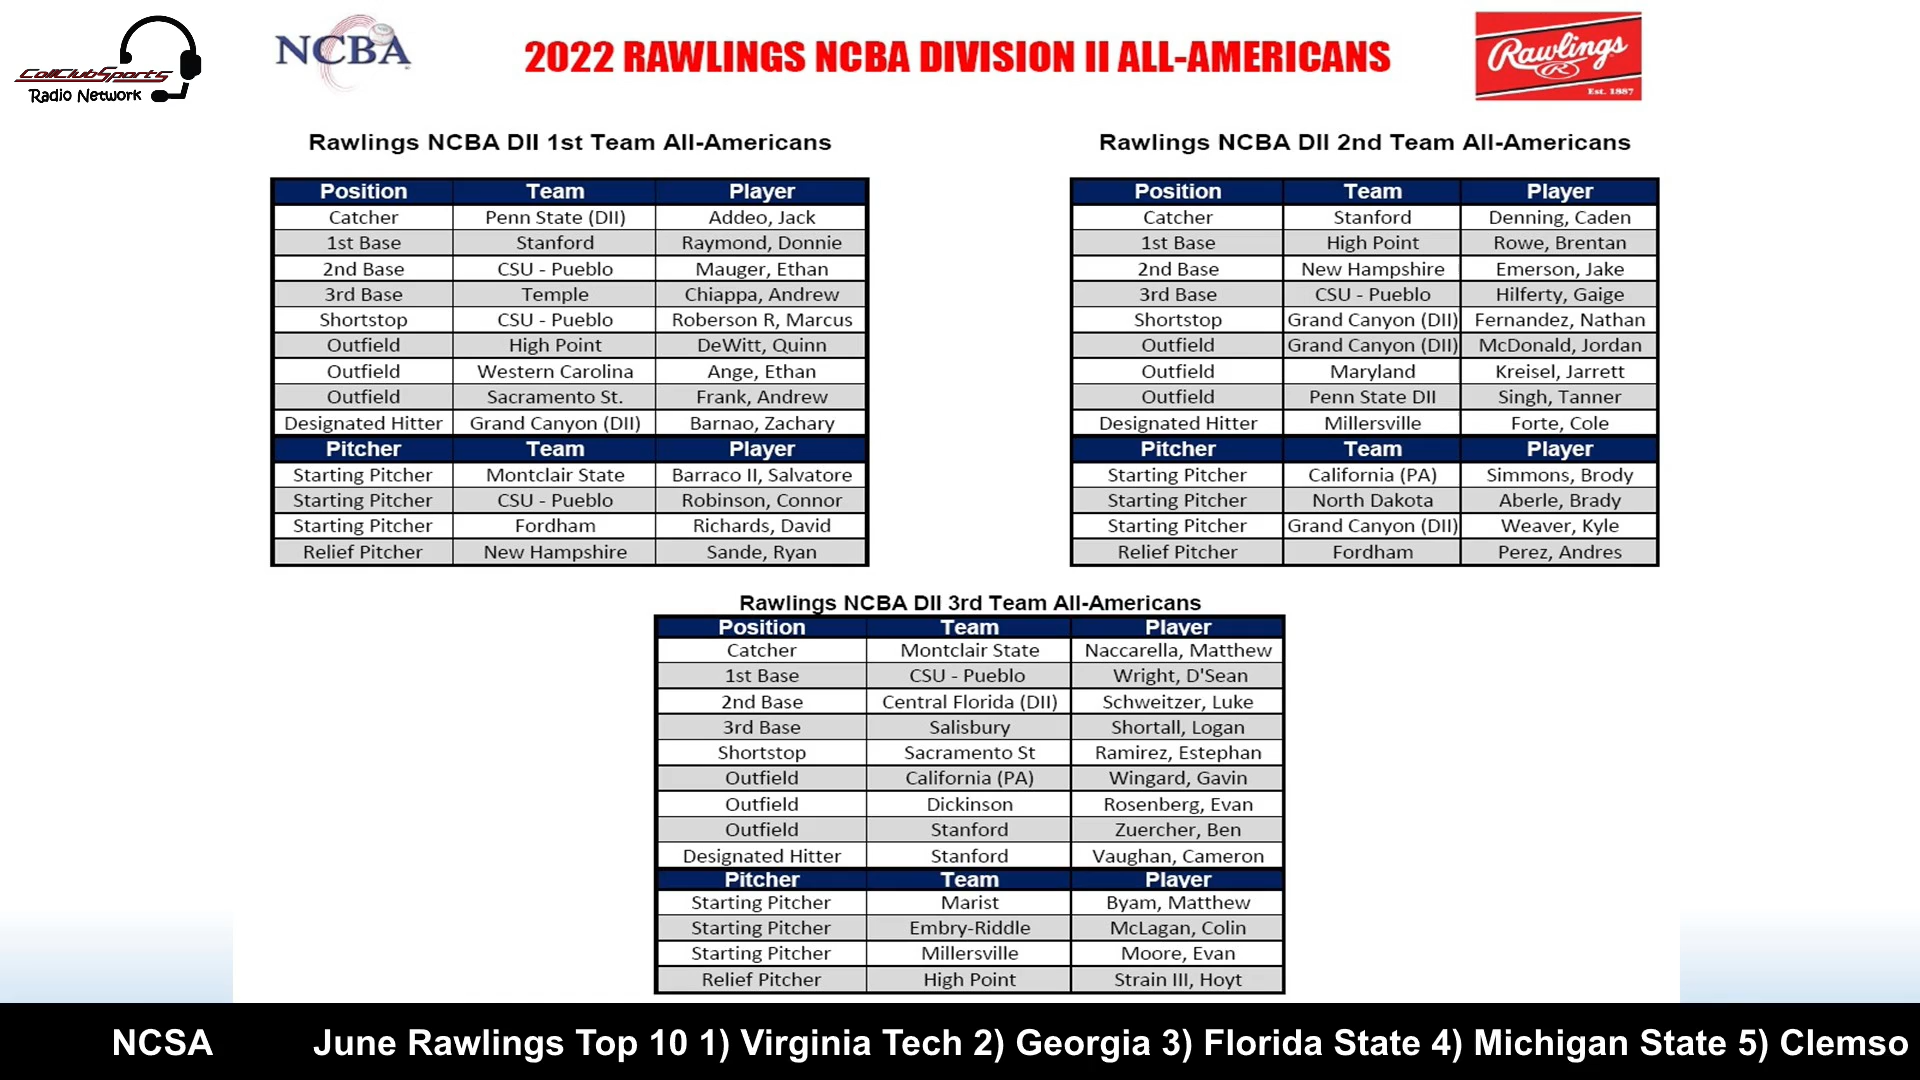 CollClubSports
Radio Network
NCBA
2022 RAWLINGS NCBA DIVISION II ALL-AMERICANS
Rawlings
R
Est. 1887
Rawlings NCBA DII 1st Team All-Americans
Position Team Player
Catcher Penn State (DII) Addeo, Jack
1st Base Stanford Raymond, Donnie
2nd Base CSU - Pueblo Mauger, Ethan
3rd Base Temple Chiappa, Andrew
Shortstop CSU - Pueblo Roberson R, Marcus
Outfield High Point DeWitt, Quinn
Outfield Western Carolina Ange, Ethan
Outfield Sacramento St. Frank, Andrew
Designated Hitter Grand Canyon (DII) Barnao, Zachary
Pitcher Team Player
Starting Pitcher Montclair State Barraco II, Salvatore
Starting Pitcher CSU - Pueblo Robinson, Connor
Starting Pitcher Fordham Richards, David
Relief Pitcher New Hampshire Sande, Ryan
Rawlings NCBA DII 2nd Team All-Americans
Position Team Player
Catcher Stanford Denning, Caden
1st Base High Point Rowe, Brentan
2nd Base New Hampshire Emerson, Jake
3rd Base CSU - Pueblo Hilferty, Gaige
Shortstop Grand Canyon (DII) Fernandez, Nathan
Outfield Grand Canyon (DII) McDonald, Jordan
Outfield Maryland Kreisel, Jarrett
Outfield Penn State DII Singh, Tanner
Designated Hitter Millersville Forte, Cole
Pitcher Team Player
Starting Pitcher California (PA) Simmons, Brody
Starting Pitcher North Dakota Aberle, Brady
Starting Pitcher Grand Canyon (DII) Weaver, Kyle
Relief Pitcher Fordham Perez, Andres
Rawlings NCBA DII 3rd Team All-Americans
Position Team Player
Catcher Montclair State Naccarella, Matthew
1st Base CSU - Pueblo Wright, D'Sean
2nd Base Central Florida (DII) Schweitzer, Luke
3rd Base Salisbury Shortall, Logan
Shortstop Sacramento St Ramirez, Estephan
Outfield California (PA) Wingard, Gavin
Outfield Dickinson Rosenberg, Evan
Outfield Stanford Zuercher, Ben
Designated Hitter Stanford Vaughan, Cameron
Pitcher Team Player
Starting Pitcher Marist Byam, Matthew
Starting Pitcher Embry-Riddle McLagan, Colin
Starting Pitcher Millersville Moore, Evan
Relief Pitcher High Point Strain III, Hoyt
NCSA June Rawlings Top 10 1) Virginia Tech 2) Georgia 3) Florida State 4) Michigan State 5) Clemso